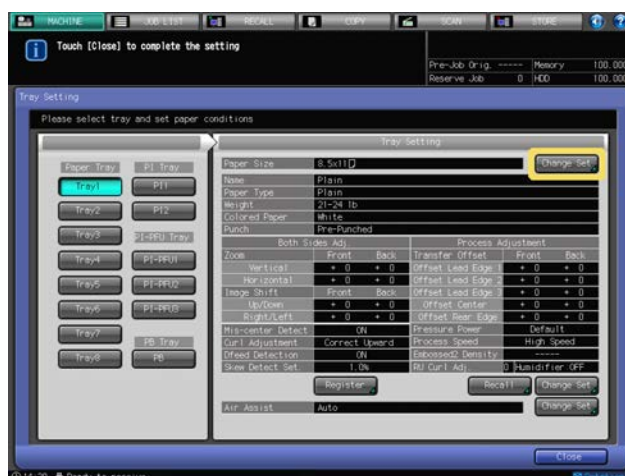 MACHINE JOB LIST RECALL COPY SCAN STORE
Touch [Close] to complete the setting
Pre-Job Orig. ----- Memory 100.00
Reserve Job 0 HDD 100.00
Tray Setting
Please select tray and set paper conditions
Tray Setting
Paper Tray PI Tray
Paper Size 8.5x11 Change Set
Tray1 PI1
Name Plain
Paper Type Plain
Weight 21-24 lb
Tray2 PI2
Colored Paper White
Punch Pre-Punched
Tray3 PI-PFU Tray
Both Sides Adj. Process Adjustment
Zoom Front Back Transfer Offset Front Back
Tray4 PI-PFU1
Vertical + 0 + 0 Offset Lead Edge 1 + 0 + 0
Horizontal + 0 + 0 Offset Lead Edge 2 + 0 + 0
Tray5 PI-PFU2
Image Shift Front Back Offset Lead Edge 3 + 0 + 0
Up/Down + 0 + 0 Offset Center + 0 + 0
Tray6 PI-PFU3
Right/Left + 0 + 0 Offset Rear Edge + 0 + 0
Mis-center Detect ON Pressure Power Default
Tray7 PB Tray
Curl Adjustment Correct Upward Process Speed High Speed
Dfeed Detection ON Embossed2 Density -----
Tray8 PB
Skew Detect Set. 1.0% RU Curl Adj. 0 Humidifier OFF
Register Recall Change Set
Air Assist Auto Change Set
Close
14:20 Ready to receive